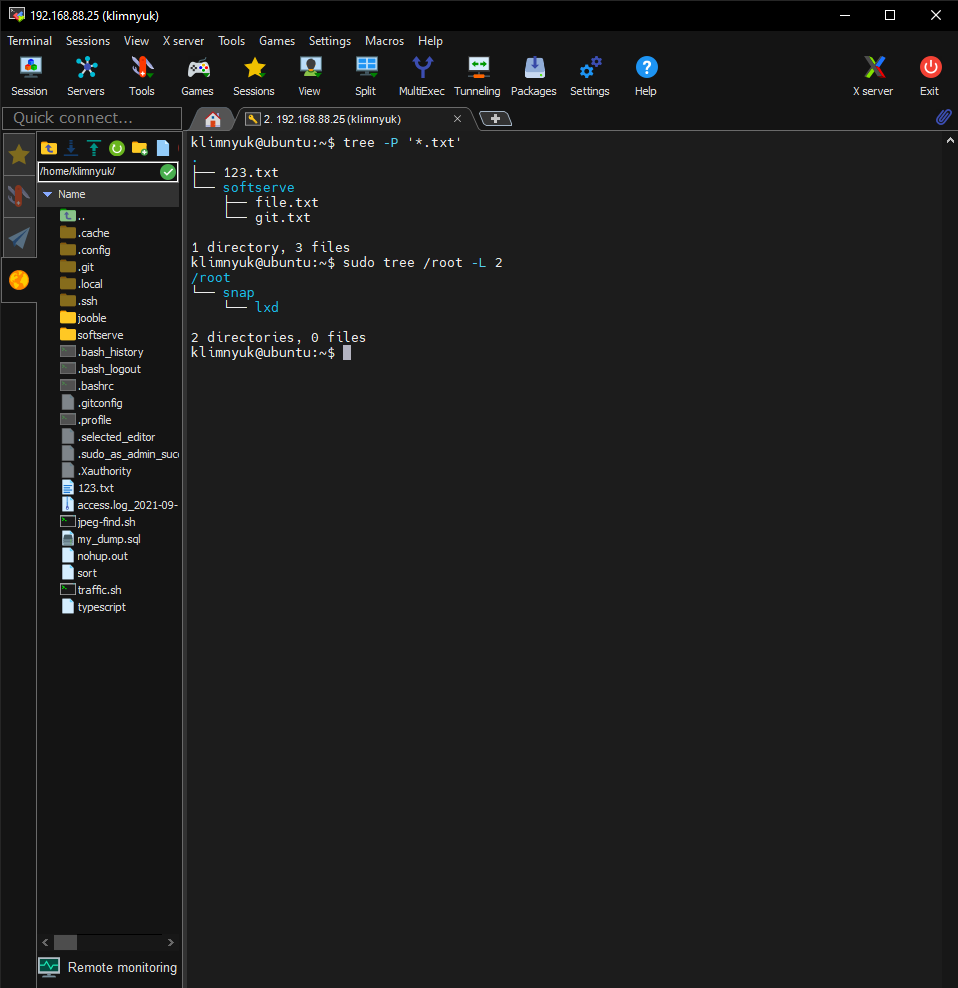 192.168.88.25 (klimnyuk)
Terminal Sessions View X server Tools Games Settings Macros Help
Session Servers Tools Games Sessions View Split MultiExec Tunneling Packages Settings Help X server Exit
Quick connect...
2. 192.168.88.25 (klimnyuk)
/home/klimnyuk/
Name
..
.cache
.config
.git
.local
.ssh
jooble
softserve
.bash_history
.bash_logout
.bashrc
.gitconfig
.profile
.selected_editor
.sudo_as_admin_succ
.Xauthority
123.txt
access.log_2021-09-
jpeg-find.sh
my_dump.sql
nohup.out
sort
traffic.sh
typescript
Remote monitoring
klimnyuk@ubuntu:~$ tree -P '*.txt'
.
├── 123.txt
└── softserve
    ├── file.txt
    └── git.txt
1 directory, 3 files
klimnyuk@ubuntu:~$ sudo tree /root -L 2
/root
└── snap
    └── lxd
2 directories, 0 files
klimnyuk@ubuntu:~$